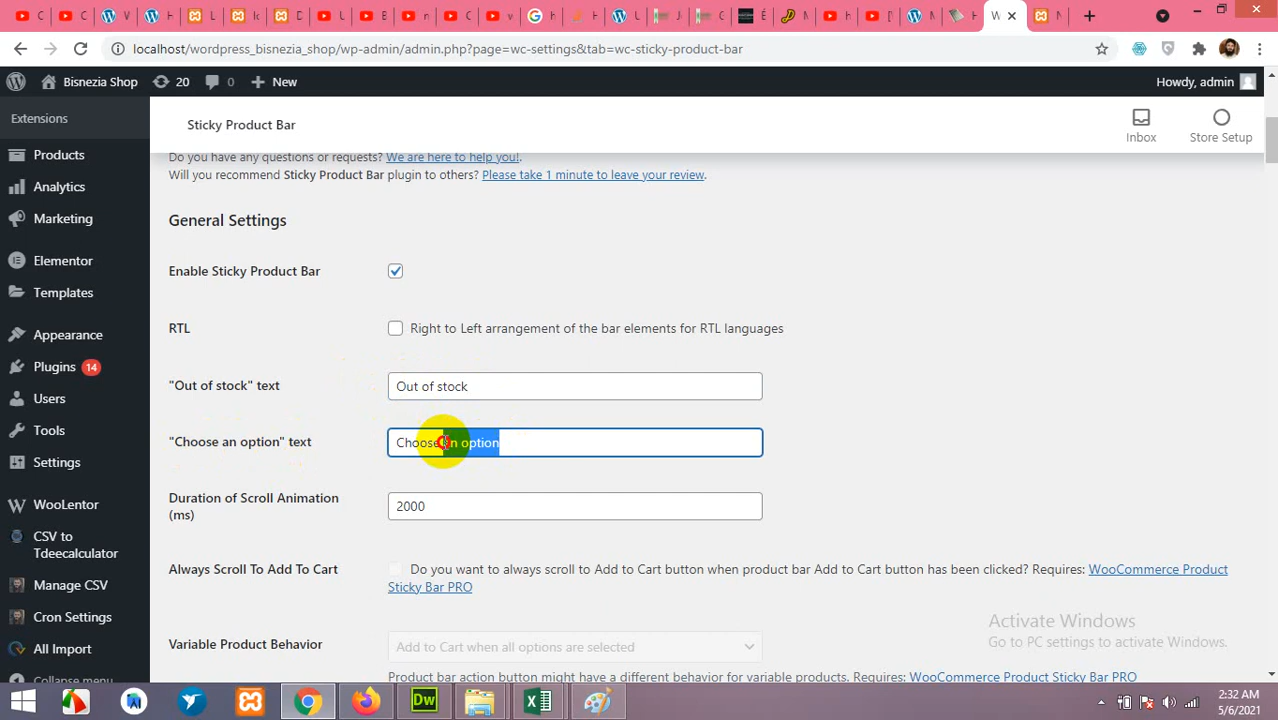 localhost/wordpress_bisnezia_shop/wp-admin/admin.php?page=wc-settings&tab=wc-sticky-product-bar
Bisnezia Shop 20 0 New Howdy, admin
Extensions
Products
Analytics
Marketing
Elementor
Templates
Appearance
Plugins 14
Users
Tools
Settings
WooLentor
CSV to
Tdeecalculator
Manage CSV
Cron Settings
All Import
Collapse menu
Sticky Product Bar
Inbox
Store Setup
Do you have any questions or requests? We are here to help you!.
Will you recommend Sticky Product Bar plugin to others? Please take 1 minute to leave your review.
General Settings
Enable Sticky Product Bar
RTL Right to Left arrangement of the bar elements for RTL languages
"Out of stock" text Out of stock
"Choose an option" text Choose an option
Duration of Scroll Animation
(ms)
2000
Always Scroll To Add To Cart Do you want to always scroll to Add to Cart button when product bar Add to Cart button has been clicked? Requires: WooCommerce Product
Sticky Bar PRO
Variable Product Behavior Add to Cart when all options are selected
Product bar action button might have a different behavior for variable products. Requires: WooCommerce Product Sticky Bar PRO
Activate Windows
Go to PC settings to activate Windows.
Dw
2:32 AM
5/6/2021